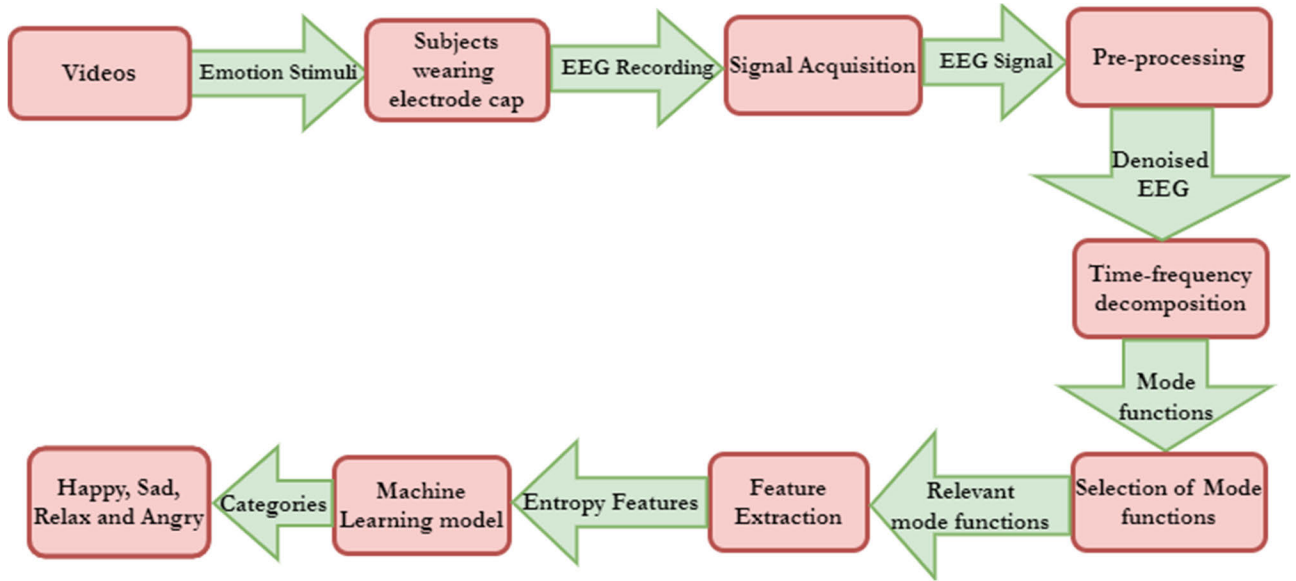 Videos
Emotion Stimuli
Subjects
wearing
electrode cap
EEG Recording
Signal Acquisition
EEG Signal
Pre-processing
Denoised
EEG
Time-frequency
decomposition
Mode
functions
Selection of Mode
functions
Relevant
mode functions
Feature
Extraction
Entropy Features
Machine
Learning model
Categories
Happy, Sad,
Relax and Angry